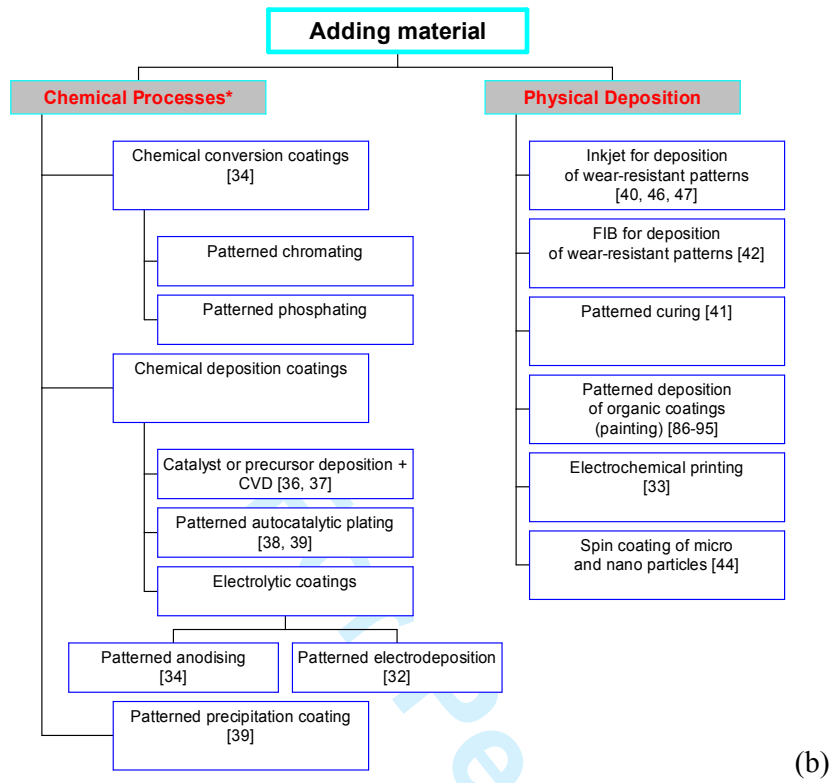 Adding material
Chemical Processes*
Chemical conversion coatings
[34]
Patterned chromating
Patterned phosphating
Chemical deposition coatings
Catalyst or precursor deposition +
CVD [36, 37]
Patterned autocatalytic plating
[38, 39]
Electrolytic coatings
Patterned anodising
[34]
Patterned electrodeposition
[32]
Patterned precipitation coating
[39]
Physical Deposition
Inkjet for deposition
of wear-resistant patterns
[40, 46, 47]
FIB for deposition
of wear-resistant patterns [42]
Patterned curing [41]
Patterned deposition
of organic coatings
(painting) [86-95]
Electrochemical printing
[33]
Spin coating of micro
and nano particles [44]
(b)